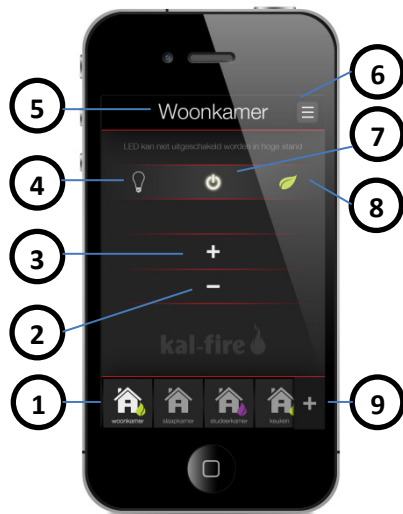 5
Woonkamer
6
7
LED kan niet uitgeschakeld worden in hoge stand
4
8
3
+
2
−
kal-fire
1
woonkamer
slaapkamer
studeerkamer
keuken
+
9